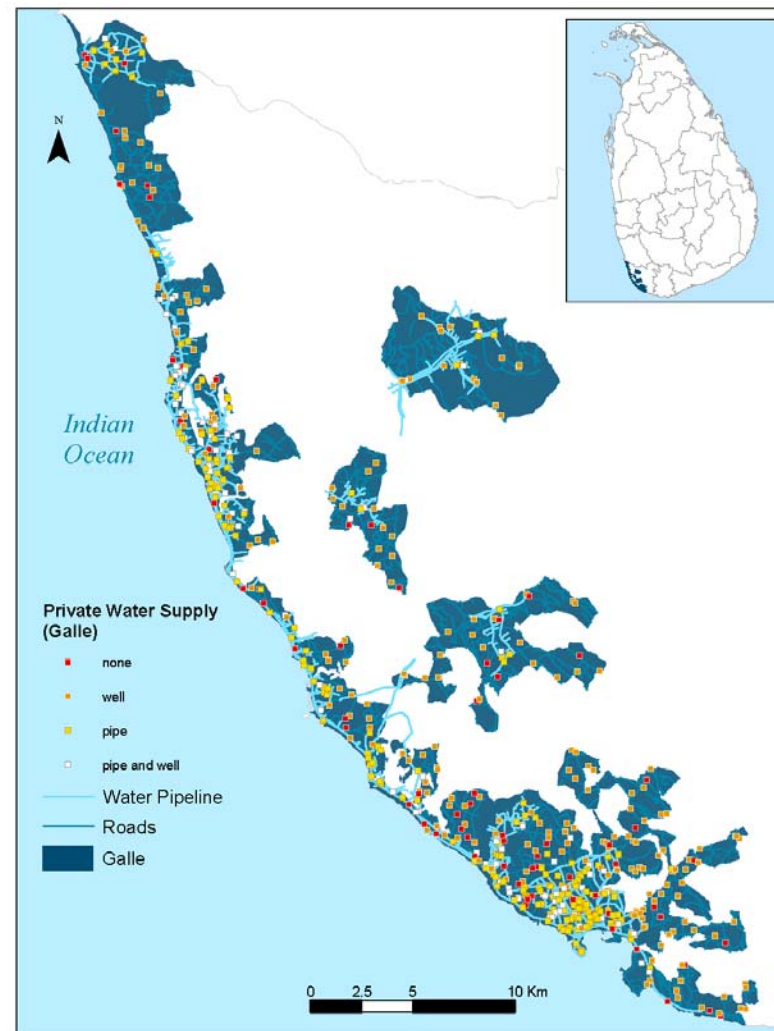 N
Indian
Ocean
Private Water Supply
(Galle)
none
well
pipe
pipe and well
Water Pipeline
Roads
Galle
0 2.5 5 10 Km